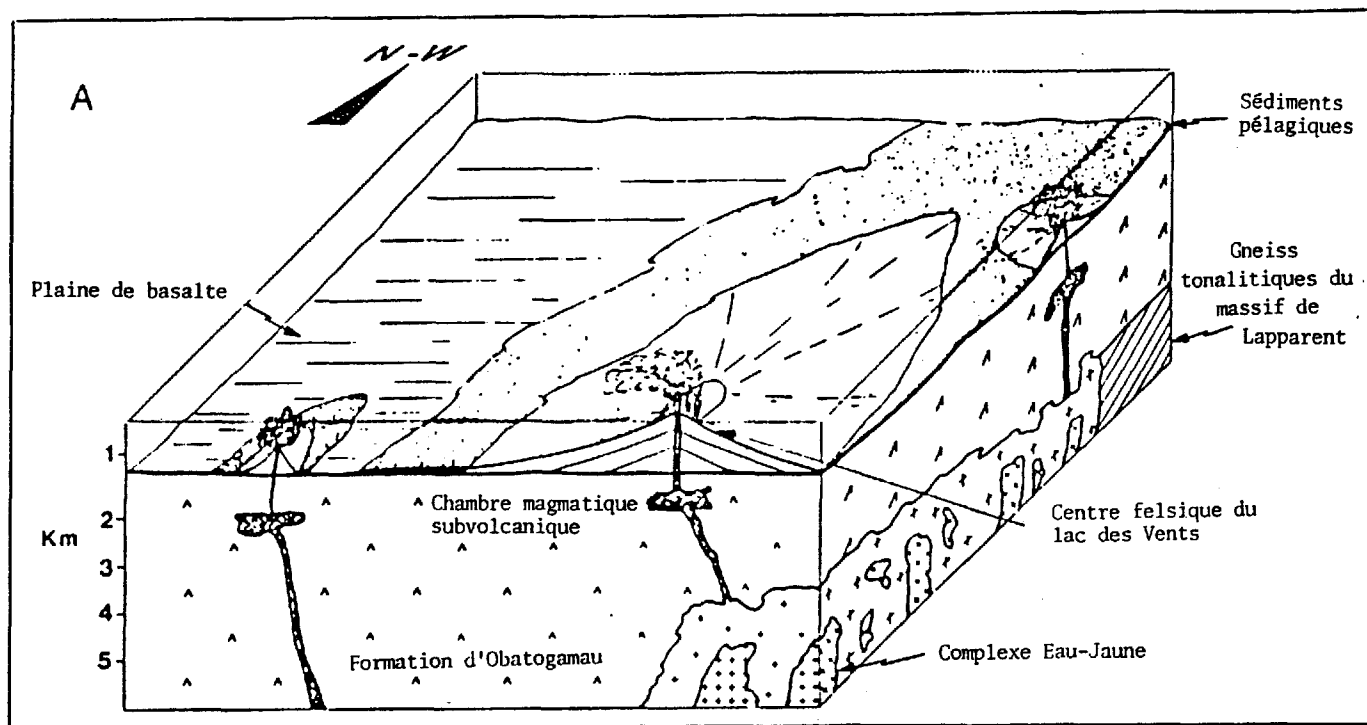 N-W
A
Sédiments
pélagiques
Gneiss
tonalitiques du
massif de
Lapparent
Plaine de basalte
1
2
Km
3
4
5
Chambre magmatique
subvolcanique
Centre felsique du
lac des Vents
Formation d'Obatogamau
Complexe Eau-Jaune